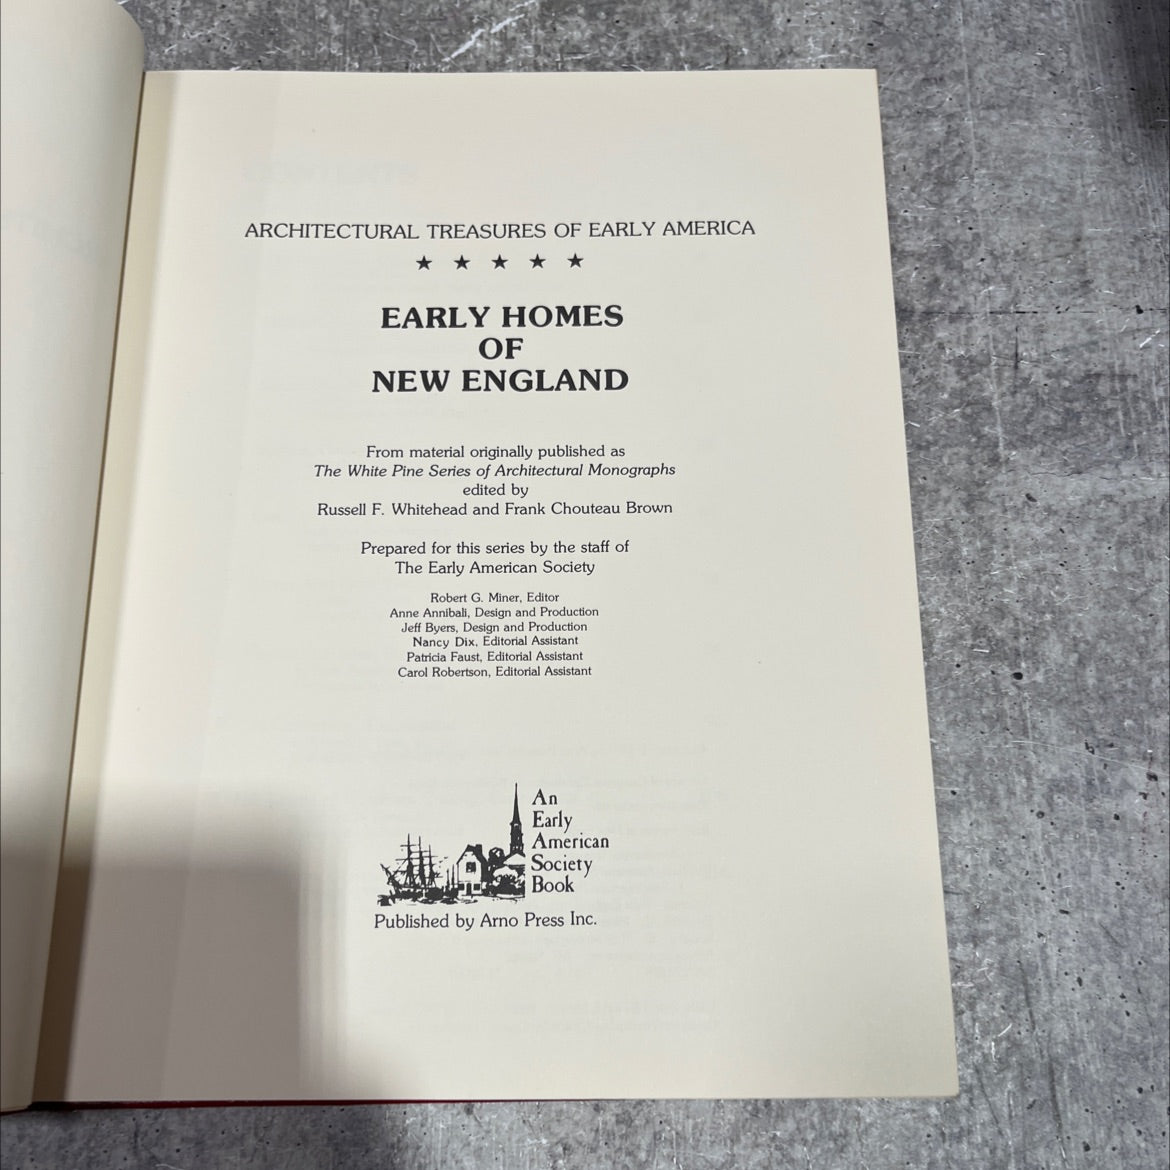 ARCHITECTURAL TREASURES OF EARLY AMERICA
★ ★ ★ ★ ★
EARLY HOMES
OF
NEW ENGLAND
From material originally published as
The White Pine Series of Architectural Monographs
edited by
Russell F. Whitehead and Frank Chouteau Brown
Prepared for this series by the staff of
The Early American Society
Robert G. Miner, Editor
Anne Annibali, Design and Production
Jeff Byers, Design and Production
Nancy Dix, Editorial Assistant
Patricia Faust, Editorial Assistant
Carol Robertson, Editorial Assistant
An
Early
American
Society
Book
Published by Arno Press Inc.